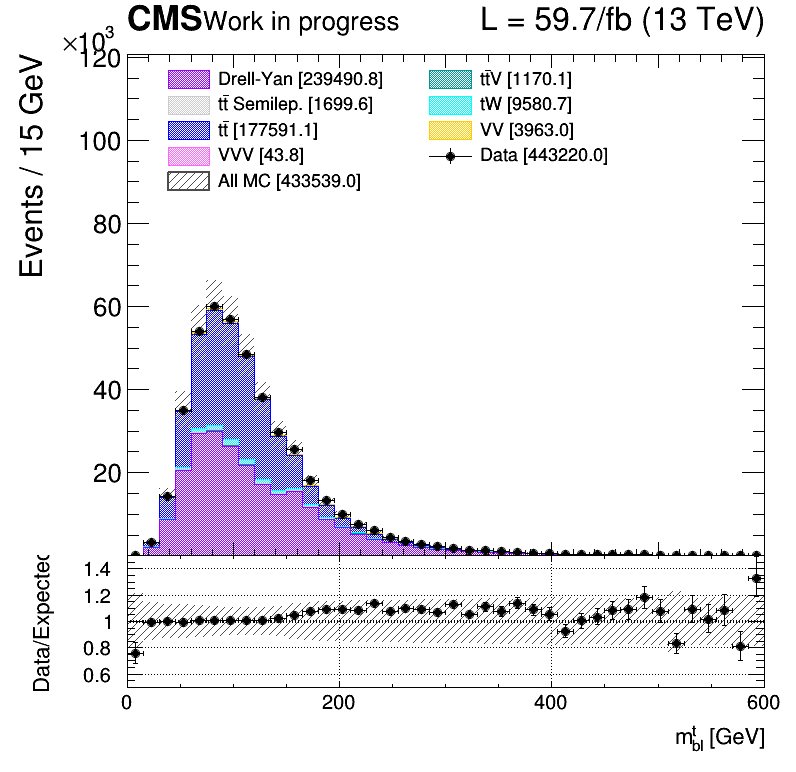 CMS Work in progress L = 59.7/fb (13 TeV)
×10³
Events / 15 GeV
120
100
80
60
40
20
Drell-Yan [239490.8]
tt̄ Semilep. [1699.6]
tt̄ [177591.1]
VVV [43.8]
All MC [433539.0]
tt̄V [1170.1]
tW [9580.7]
VV [3963.0]
Data [443220.0]
Data/Expected
1.4
1.2
1
0.8
0.6
0 200 400 600
m^t_bl [GeV]